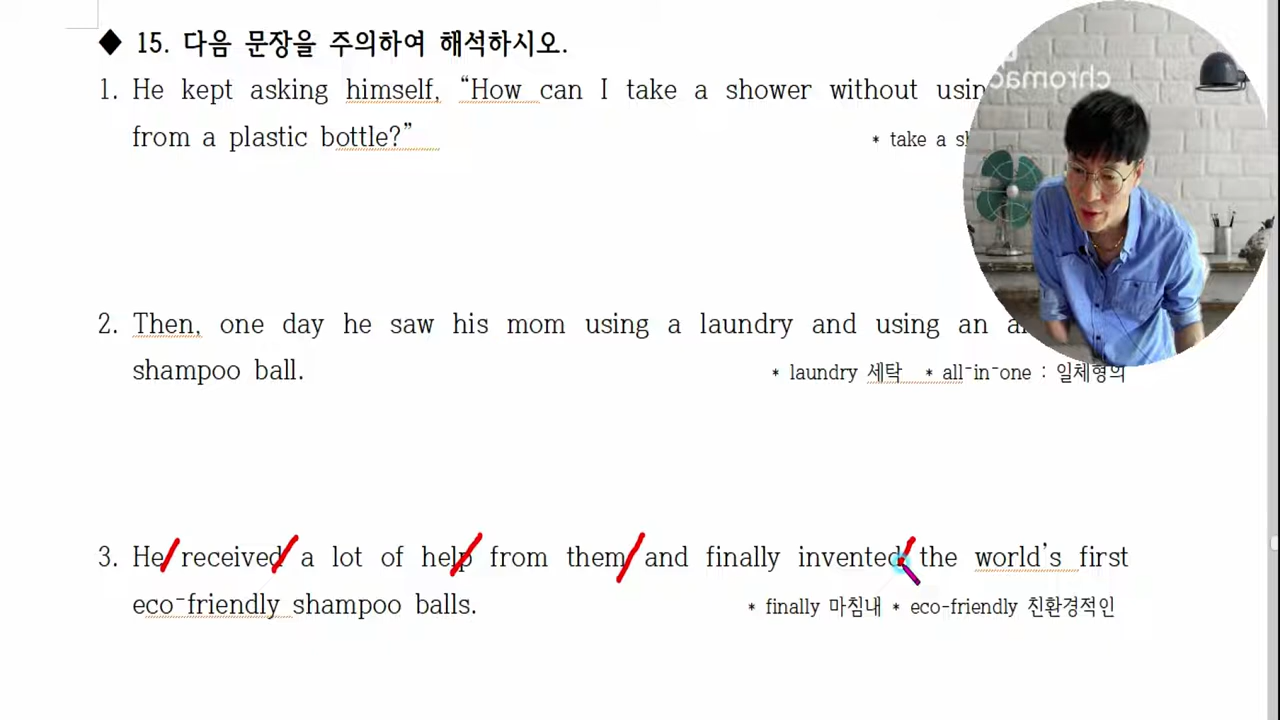 ◆ 15. 다음 문장을 주의하여 해석하시오.
1. He kept asking himself, “How can I take a shower without
from a plastic bottle?” * take a
2. Then, one day he saw his mom using a laundry and using an
shampoo ball. * laundry 세탁 * all-in-one : 일체형의
3. He received a lot of help from them and finally invented the world's first
eco-friendly shampoo balls. * finally 마침내 * eco-friendly 친환경적인